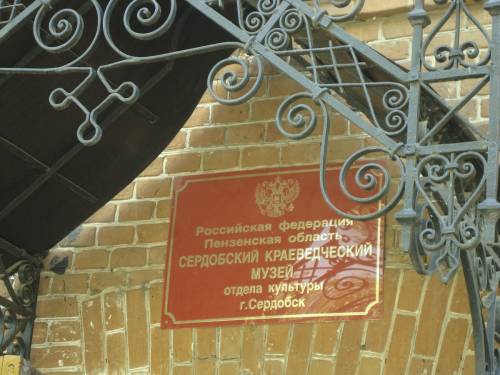 Российская федерация
Пензенская область
СЕРДОБСКИЙ КРАЕВЕДЧЕСКИЙ
МУЗЕЙ
отдела культуры
г.Сердобск